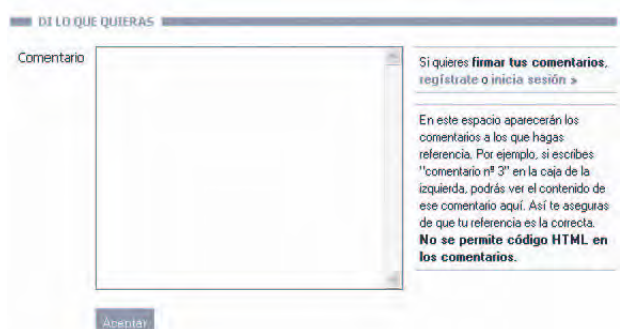 DI LO QUE QUIERAS
Comentario
Si quieres firmar tus comentarios,
regístrate o inicia sesión »
En este espacio aparecerán los
comentarios a los que hagas
referencia. Por ejemplo, si escribes
"comentario nº 3" en la caja de la
izquierda, podrás ver el contenido de
ese comentario aquí. Así te aseguras
de que tu referencia es la correcta.
No se permite código HTML en
los comentarios.
Aceptar